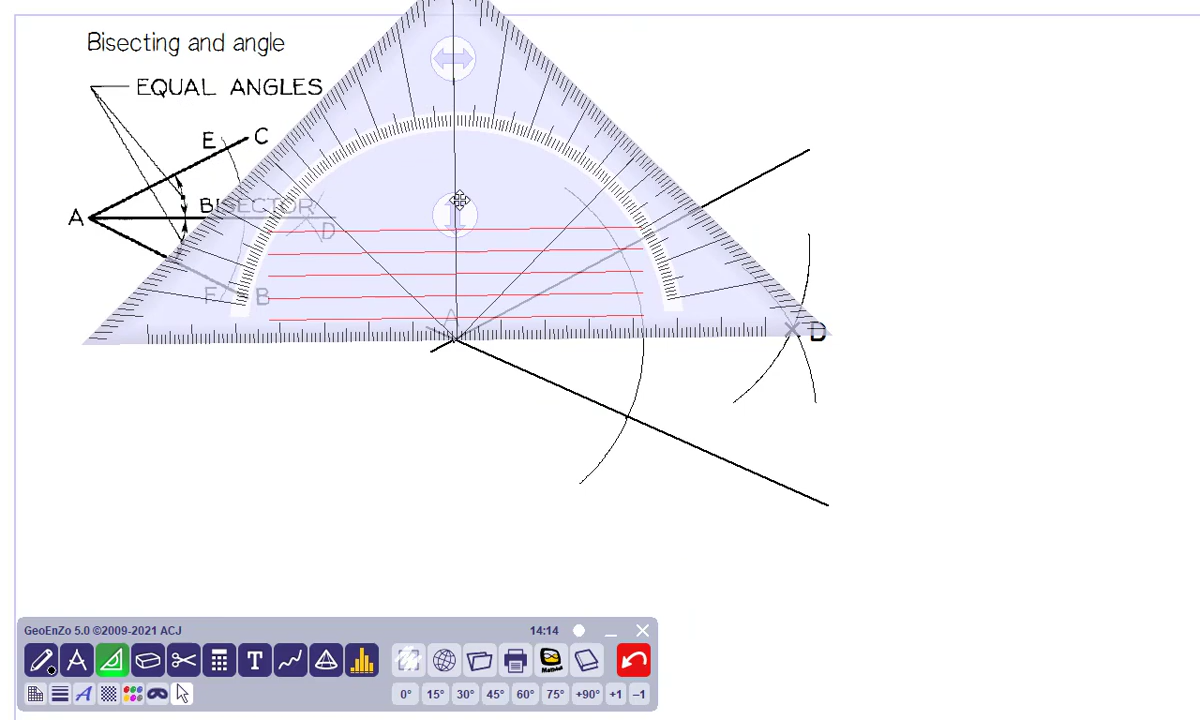 Bisecting and angle
EQUAL ANGLES
E C
A BISECTOR
D
F B
A
D
GeoEnZo 5.0 ©2009-2021 ACJ 14:14
A T
A
0° 15° 30° 45° 60° 75° +90° +1 −1